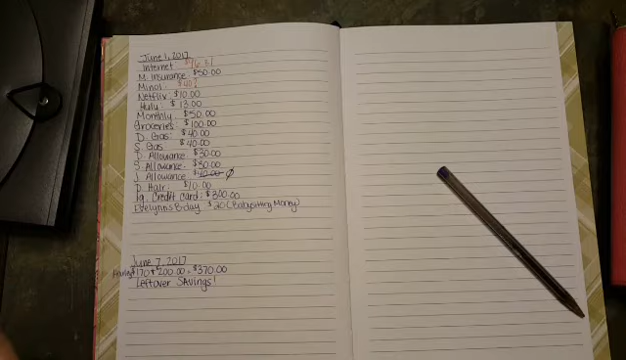 June 1, 2017
Internet:
M. Insurance $50.00
Minol:
Netflix: $10.00
Hulu: $13.00
Monthly: $50.00
Groceries: $100.00
D. Gas: $40.00
S. Gas $40.00
D. Allowance: $30.00
S. Allowance: $30.00
J. Allowance
D. Hair: $10.00
Credit Card: $300.00
B-day $20 (Babysitting Money)
June 7, 2017
$200.00 = $370.00
Leftover Savings!